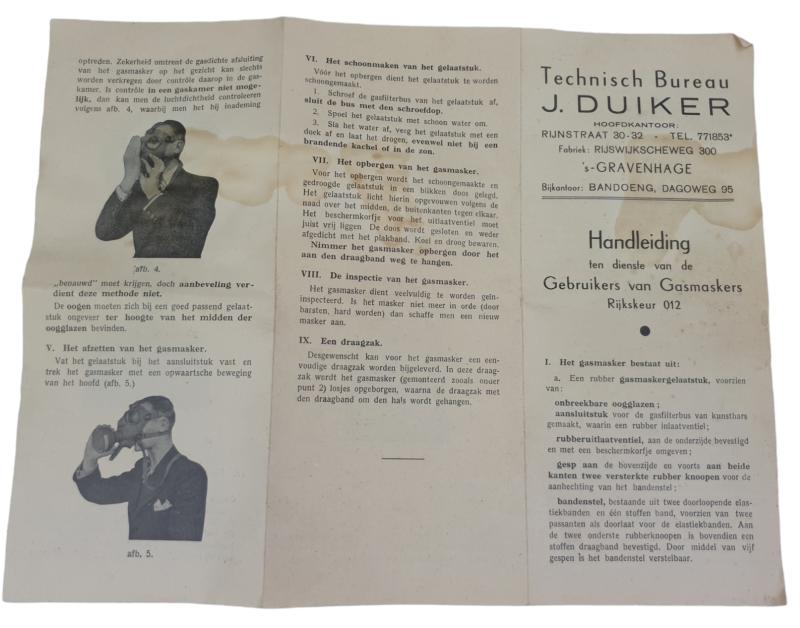 optreden. Zekerheid omtrent de gasdichte afsluiting
van het gasmasker op het gezicht kan slechts
worden verkregen door contrôle daarop in de gas-
kamer. Is contrôle in een gaskamer niet moge-
lijk, dan kan men de luchtdichtheid controleeren
volgens afb. 4, waarbij men het bij inademing
afb. 4.
„benauwd" moet krijgen, doch aanbeveling ver-
dient deze methode niet.
De oogen moeten zich bij een goed passend gelaat-
stuk ongeveer ter hoogte van het midden der
oogglazen bevinden.
V. Het afzetten van het gasmasker.
Vat het gelaatstuk bij het aansluitstuk vast en
trek het gasmasker met een opwaartsche beweging
van het hoofd (afb. 5.)
afb. 5.
VI. Het schoonmaken van het gelaatstuk.
Vóór het opbergen dient het gelaatstuk te worden
schoongemaakt.
1. Schroef de gasfilterbus van het gelaatstuk af,
sluit de bus met den schroefdop.
2. Spoel het gelaatstuk met schoon water om.
3. Sla het water af, veeg het gelaatstuk met een
doek af en laat het drogen, evenwel niet bij een
brandende kachel of in de zon.
VII. Het opbergen van het gasmasker.
Voor het opbergen wordt het schoongemaakte en
gedroogde gelaatstuk in een blikken doos gelegd.
Het gelaatstuk licht hierin opgevouwen volgens de
naad over het midden, de buitenkanten tegen elkaar.
Het beschermkorfje voor het uitlaatventiel moet
juist vrij liggen. De doos wordt gesloten en weder
afgedicht met het plakband. Koel en droog bewaren.
Nimmer het gasmasker opbergen door het
aan den draagband weg te hangen.
VIII. De inspectie van het gasmasker.
Het gasmasker dient veelvuldig te worden geïn-
inspecteerd. Is het masker niet meer in orde (door
barsten, hard worden) dan schaffe men een nieuw
masker aan.
IX. Een draagzak.
Desgewenscht kan voor het gasmasker een een-
voudige draagzak worden bijgeleverd. In deze draag-
zak wordt het gasmasker (gemonteerd zooals onder
punt 2) losjes opgeborgen, waarna de draagzak met
den draagband om den hals wordt gehangen.
Technisch Bureau
J. DUIKER
HOOFDKANTOOR:
RIJNSTRAAT 30-32 - TEL. 771853*
Fabriek: RIJSWIJKSCHEWEG 300
's-GRAVENHAGE
Bijkantoor: BANDOENG, DAGOWEG 95
Handleiding
ten dienste van de
Gebruikers van Gasmaskers
Rijkskeur 012
I. Het gasmasker bestaat uit:
a. Een rubber gasmaskergelaatstuk, voorzien
van:
onbreekbare oogglazen;
aansluitstuk voor de gasfilterbus van kunsthars
gemaakt, waarin een rubber inlaatventiel;
rubberuitlaatventiel, aan de onderzijde bevestigd
en met een beschermkorfje omgeven;
gesp aan de bovenzijde en voorts aan beide
kanten twee versterkte rubber knoopen voor de
aanhechting van het bandenstel;
bandenstel, bestaande uit twee doorloopende elas-
tiekbanden en één stoffen band, voorzien van twee
passanten als doorlaat voor de elastiekbanden. Aan
de twee onderste rubberknoopen is bovendien een
stoffen draagband bevestigd. Door middel van vijf
gespen is het bandenstel verstelbaar.